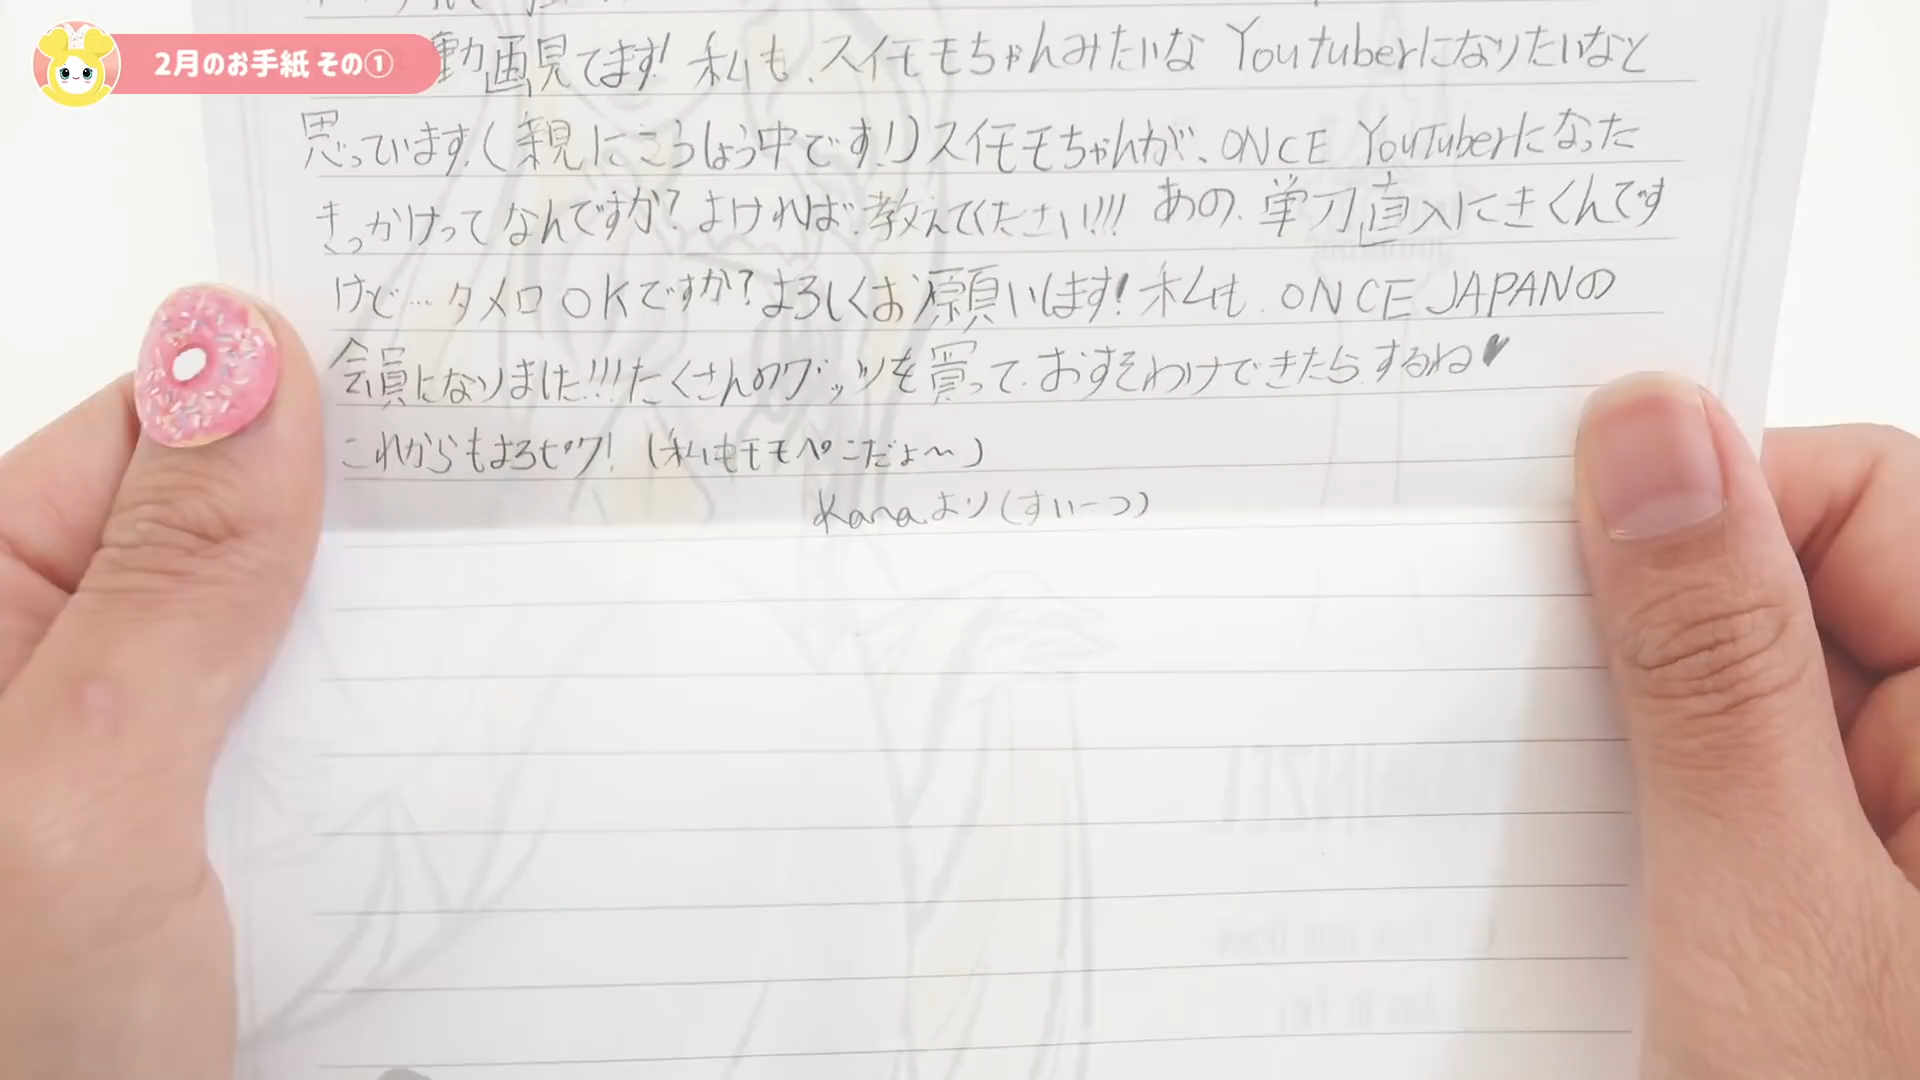 2月のお手紙 その①
動画見てます! 私も、スイモモちゃんみたいな Youtuberになりたいなと
思っています。(親にこうしょう中です!)スイモモちゃんが、ONCE YouTuberになった
きっかけってなんですか?よければ、教えてください!!! あの、単刀直入にきくんです
けど…タメ口OKですか?よろしくお願いします!私も、ONCE JAPANの
会員になりました!!!たくさんのグッツを買って、おすそわけできたら、するね♥
これからもよろピク!(私もモモペこだよ〜)
Kanaより(すいーつ)